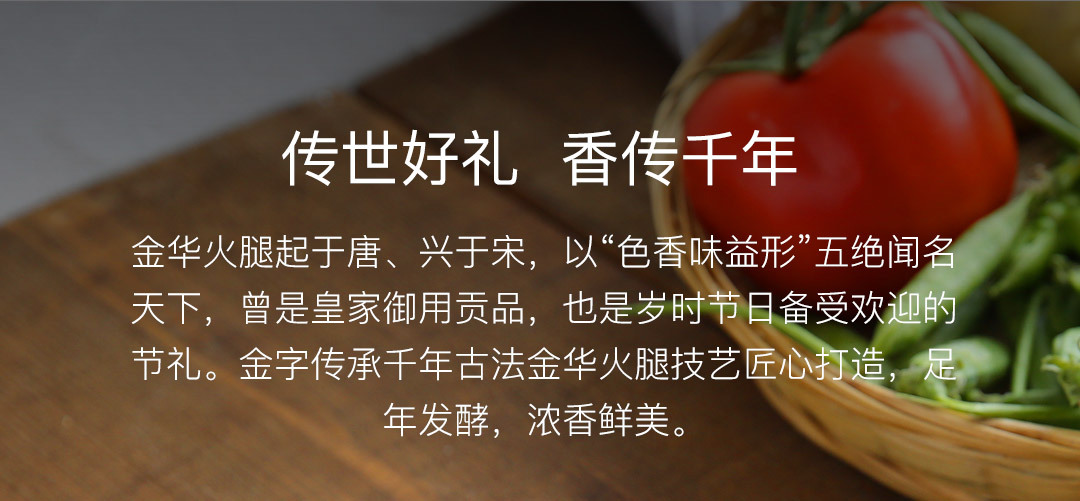 传世好礼 香传千年
金华火腿起于唐、兴于宋，以“色香味益形”五绝闻名
天下，曾是皇家御用贡品，也是岁时节日备受欢迎的
节礼。金字传承千年古法金华火腿技艺匠心打造，足
年发酵，浓香鲜美。